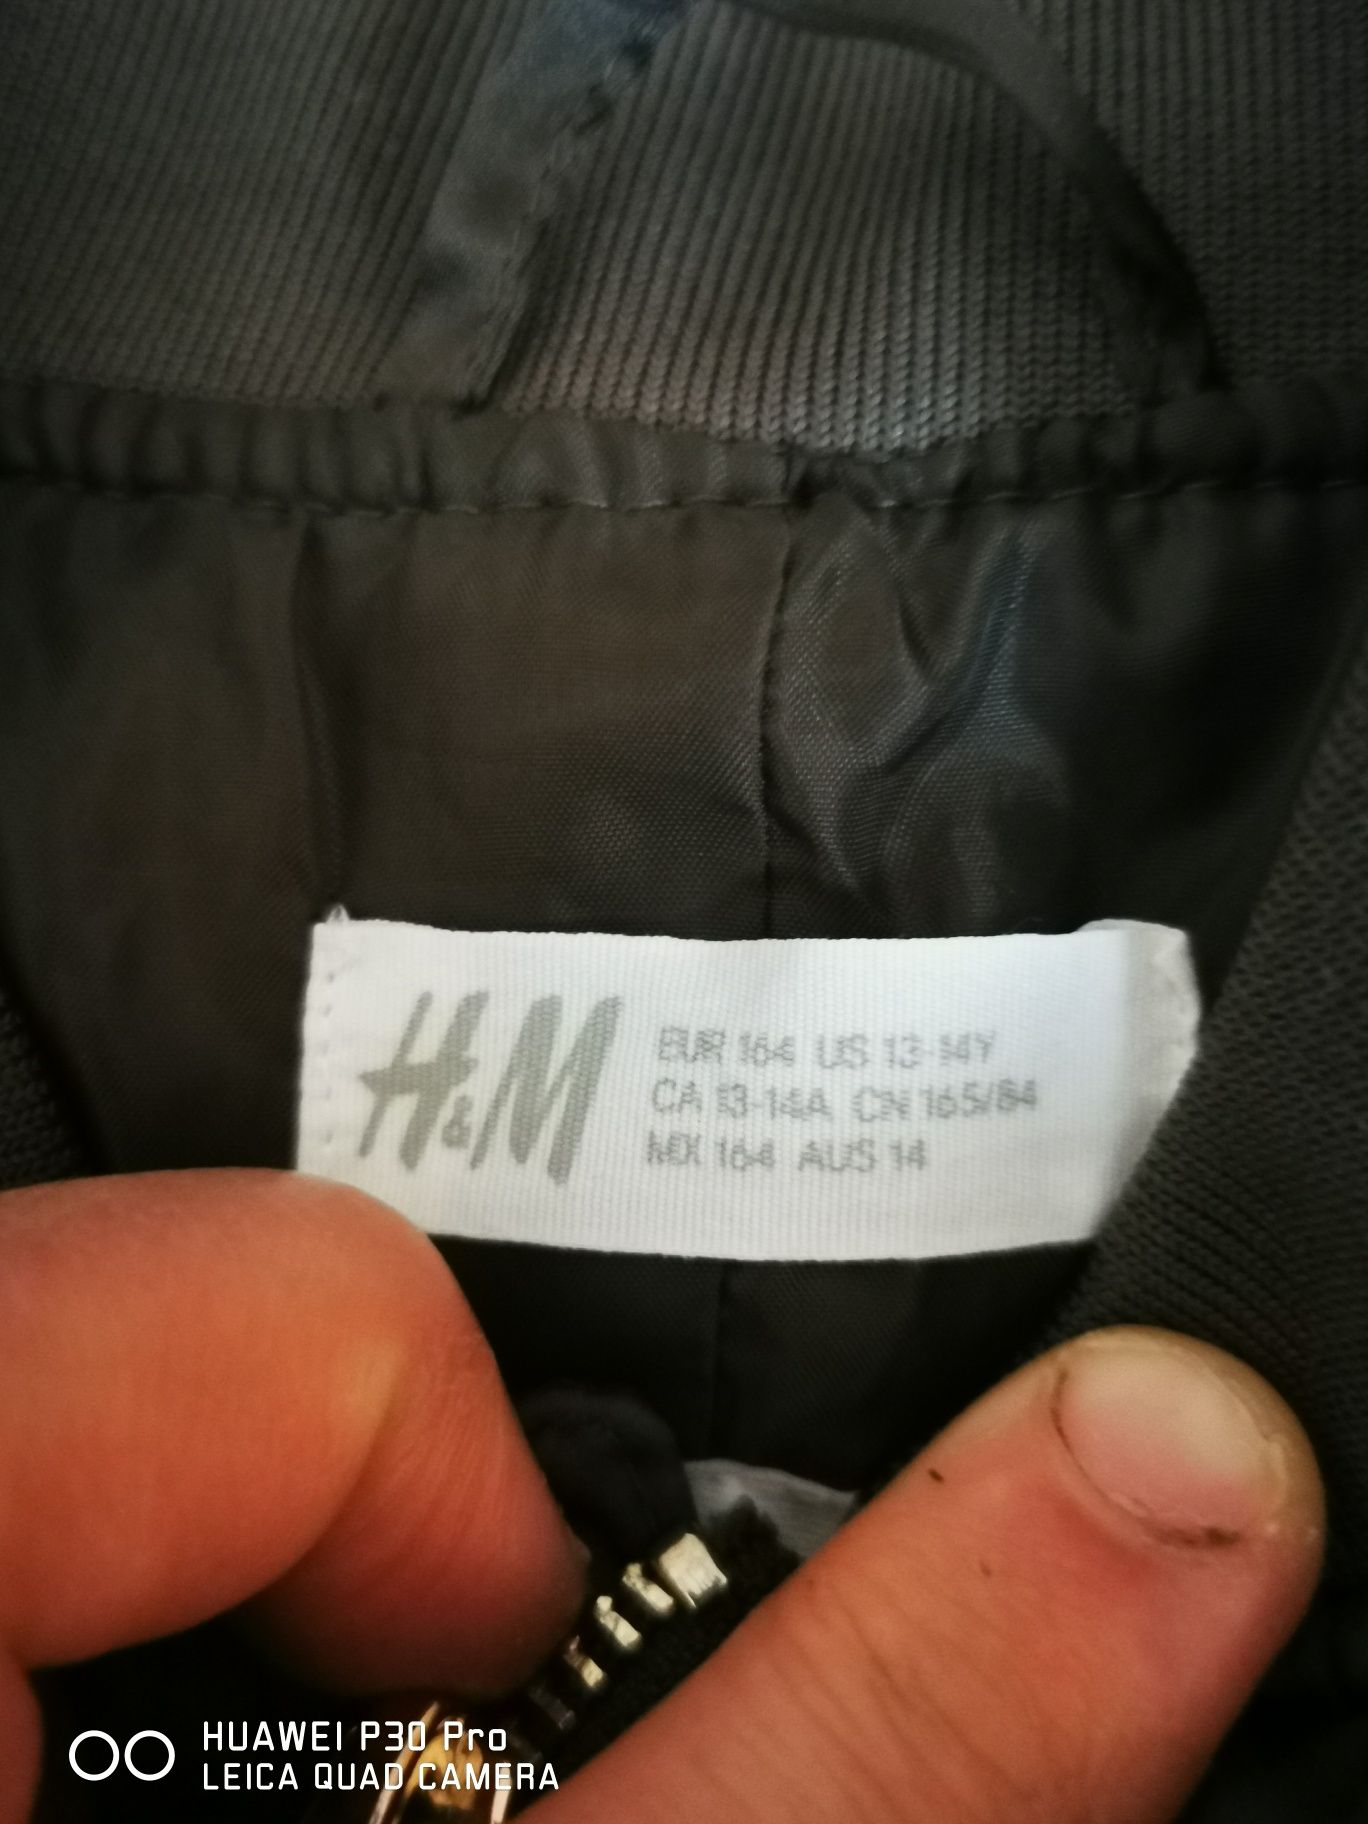 H&M
EUR 164 US 13-14Y
CA 13-14A CN 165/84
MX 164 AUS 14
HUAWEI P30 Pro
LEICA QUAD CAMERA